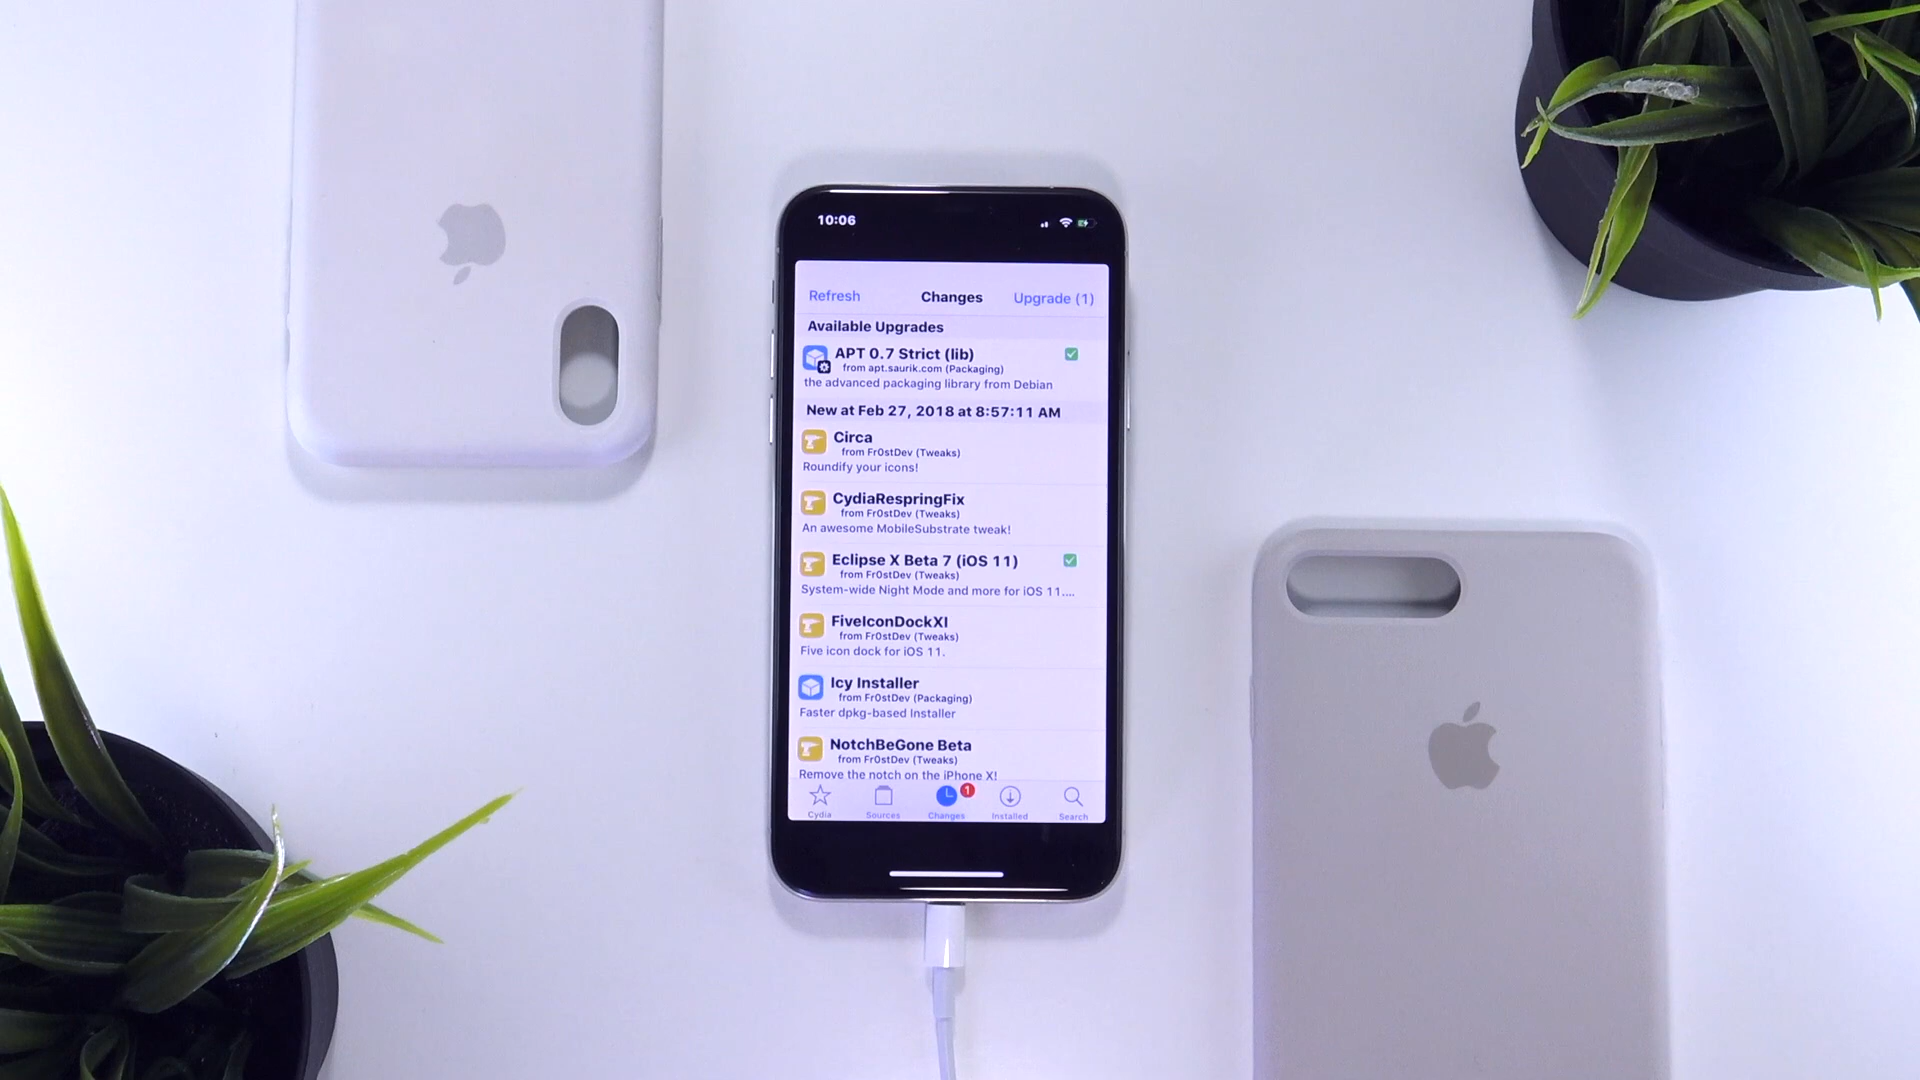 10:06
Refresh Changes Upgrade (1)
Available Upgrades
APT 0.7 Strict (lib)
from apt.saurik.com (Packaging)
the advanced packaging library from Debian
New at Feb 27, 2018 at 8:57:11 AM
Circa
from Fr0stDev (Tweaks)
Roundify your icons!
CydiaRespringFix
from Fr0stDev (Tweaks)
An awesome MobileSubstrate tweak!
Eclipse X Beta 7 (iOS 11)
from Fr0stDev (Tweaks)
System-wide Night Mode and more for iOS 11....
FiveIconDockXI
from Fr0stDev (Tweaks)
Five icon dock for iOS 11.
Icy Installer
from Fr0stDev (Packaging)
Faster dpkg-based Installer
NotchBeGone Beta
from Fr0stDev (Tweaks)
Remove the notch on the iPhone X!
1
Cydia Sources Changes Installed Search